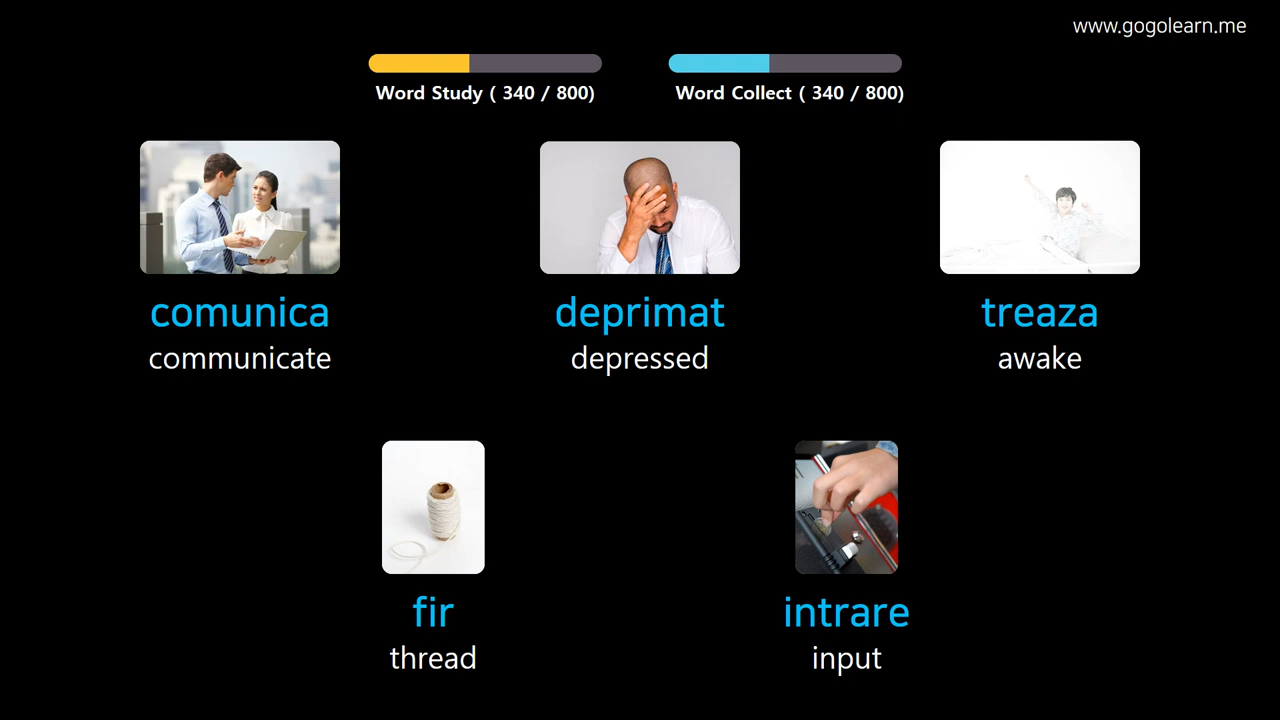 www.gogolearn.me
Word Study ( 340 / 800)
Word Collect ( 340 / 800)
comunica
communicate
deprimat
depressed
treaza
awake
fir
thread
intrare
input